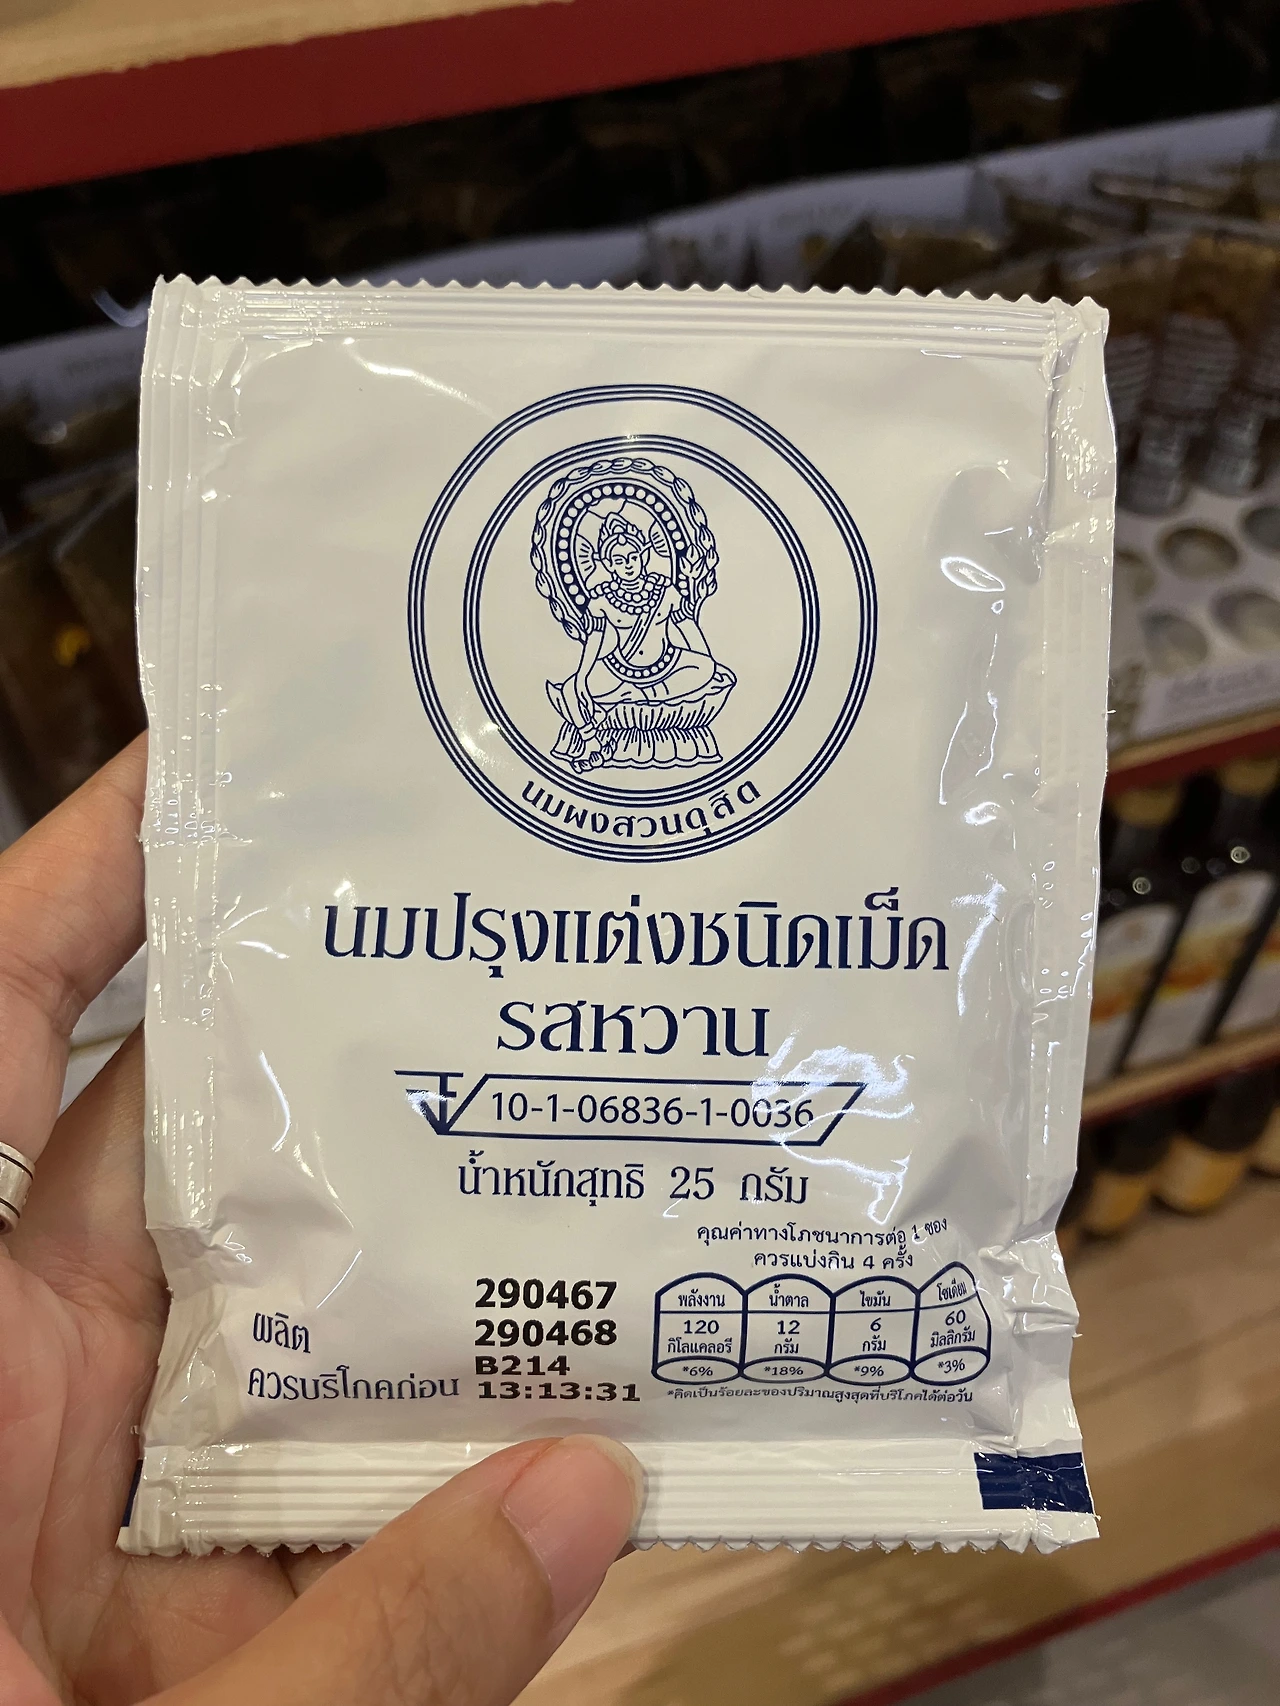 นมผงสวนดุสิต
นมปรุงแต่งชนิดเม็ด
รสหวาน
อย 10-1-06836-1-0036
น้ำหนักสุทธิ 25 กรัม
คุณค่าทางโภชนาการต่อ 1 ซอง
ควรแบ่งกิน 4 ครั้ง
พลังงาน น้ำตาล ไขมัน โซเดียม
120 12 6 60
กิโลแคลอรี กรัม กรัม มิลลิกรัม
*6% *18% *9% *3%
*คิดเป็นร้อยละของปริมาณสูงสุดที่บริโภคได้ต่อวัน
ผลิต 290467
290468
B214
ควรบริโภคก่อน 13:13:31